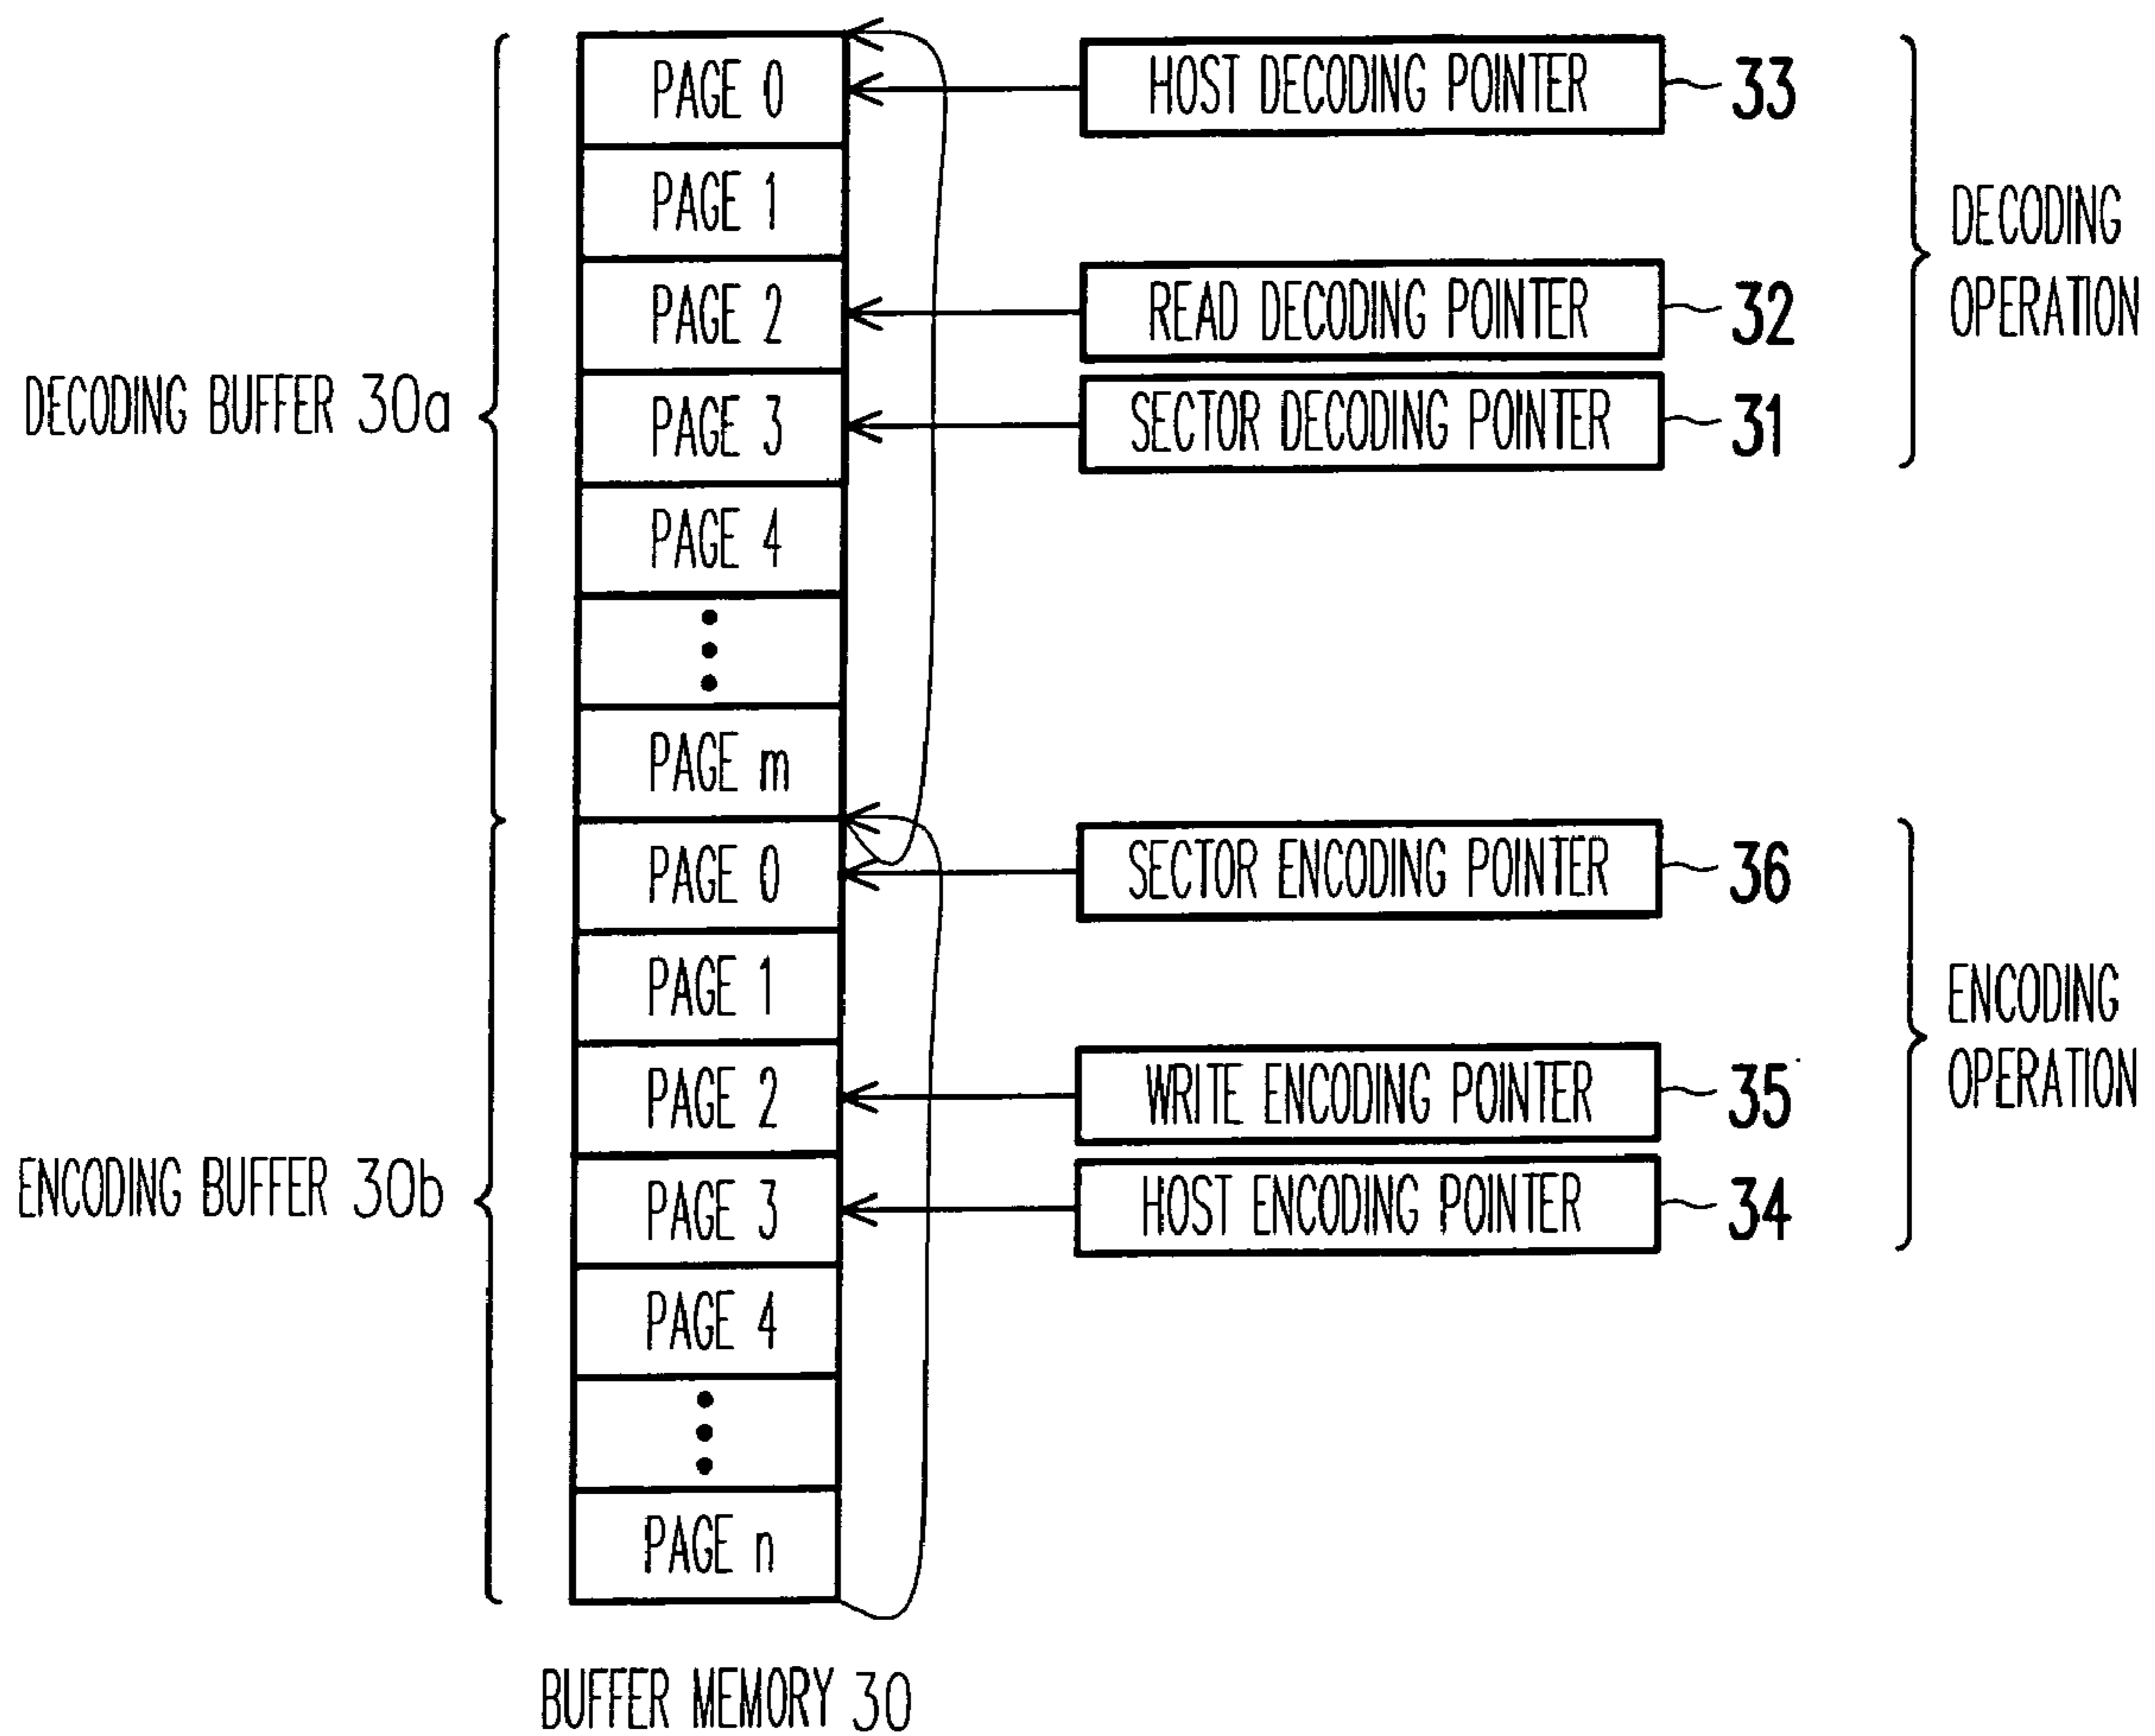 PAGE 0
HOST DECODING POINTER 33
PAGE 1
DECODING
OPERATION
PAGE 2
READ DECODING POINTER 32
DECODING BUFFER 30a
PAGE 3
SECTOR DECODING POINTER 31
PAGE 4
PAGE m
PAGE 0
SECTOR ENCODING POINTER 36
PAGE 1
ENCODING
OPERATION
PAGE 2
WRITE ENCODING POINTER 35
ENCODING BUFFER 30b
PAGE 3
HOST ENCODING POINTER 34
PAGE 4
PAGE n
BUFFER MEMORY 30